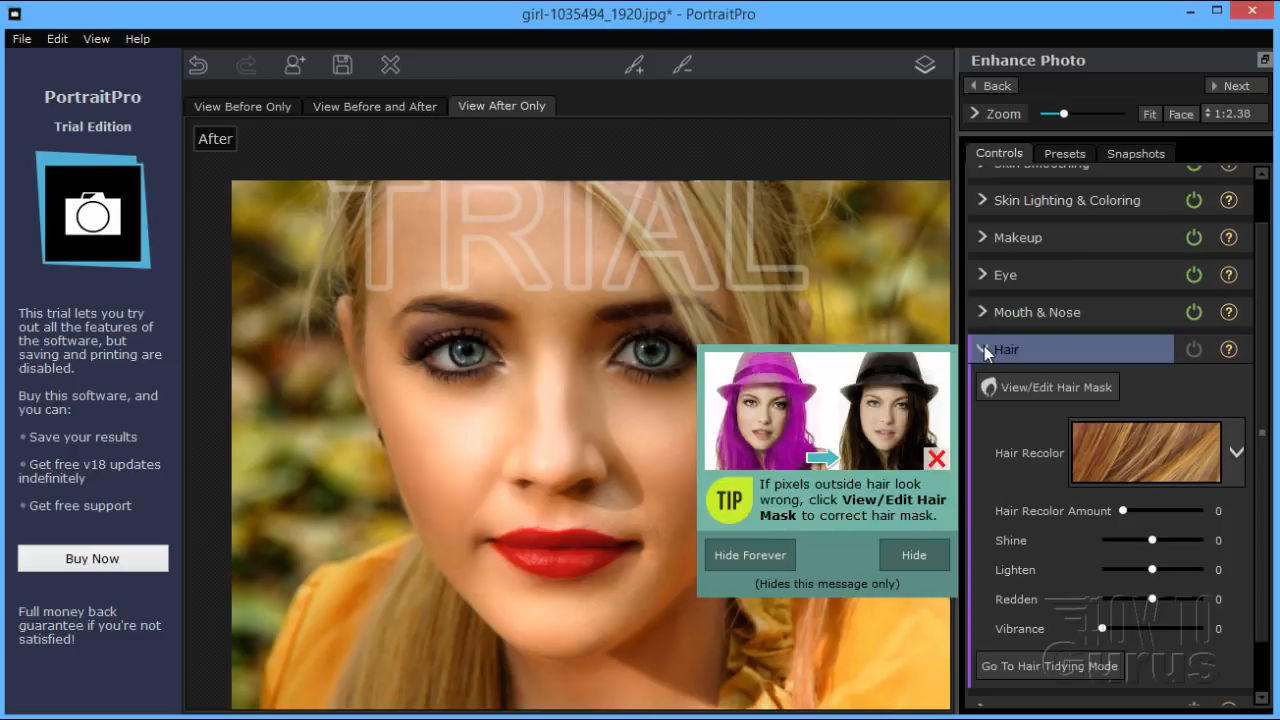 girl-1035494_1920.jpg* - PortraitPro
File Edit View Help
PortraitPro
Trial Edition
This trial lets you try
out all the features of
the software, but
saving and printing are
disabled.
Buy this software, and
you can:
• Save your results
• Get free v18 updates
indefinitely
• Get free support
Buy Now
Full money back
guarantee if you're not
satisfied!
View Before Only
View Before and After
View After Only
After
TRIAL
TIP
If pixels outside hair look
wrong, click View/Edit Hair
Mask to correct hair mask.
Hide Forever
Hide
(Hides this message only)
Enhance Photo
Back
Next
Zoom
Fit
Face
1:2.38
Controls
Presets
Snapshots
Skin Smoothing
Skin Lighting & Coloring
Makeup
Eye
Mouth & Nose
Hair
View/Edit Hair Mask
Hair Recolor
Hair Recolor Amount 0
Shine 0
Lighten 0
Redden 0
Vibrance 0
Go To Hair Tidying Mode
HOWTO
Gurus